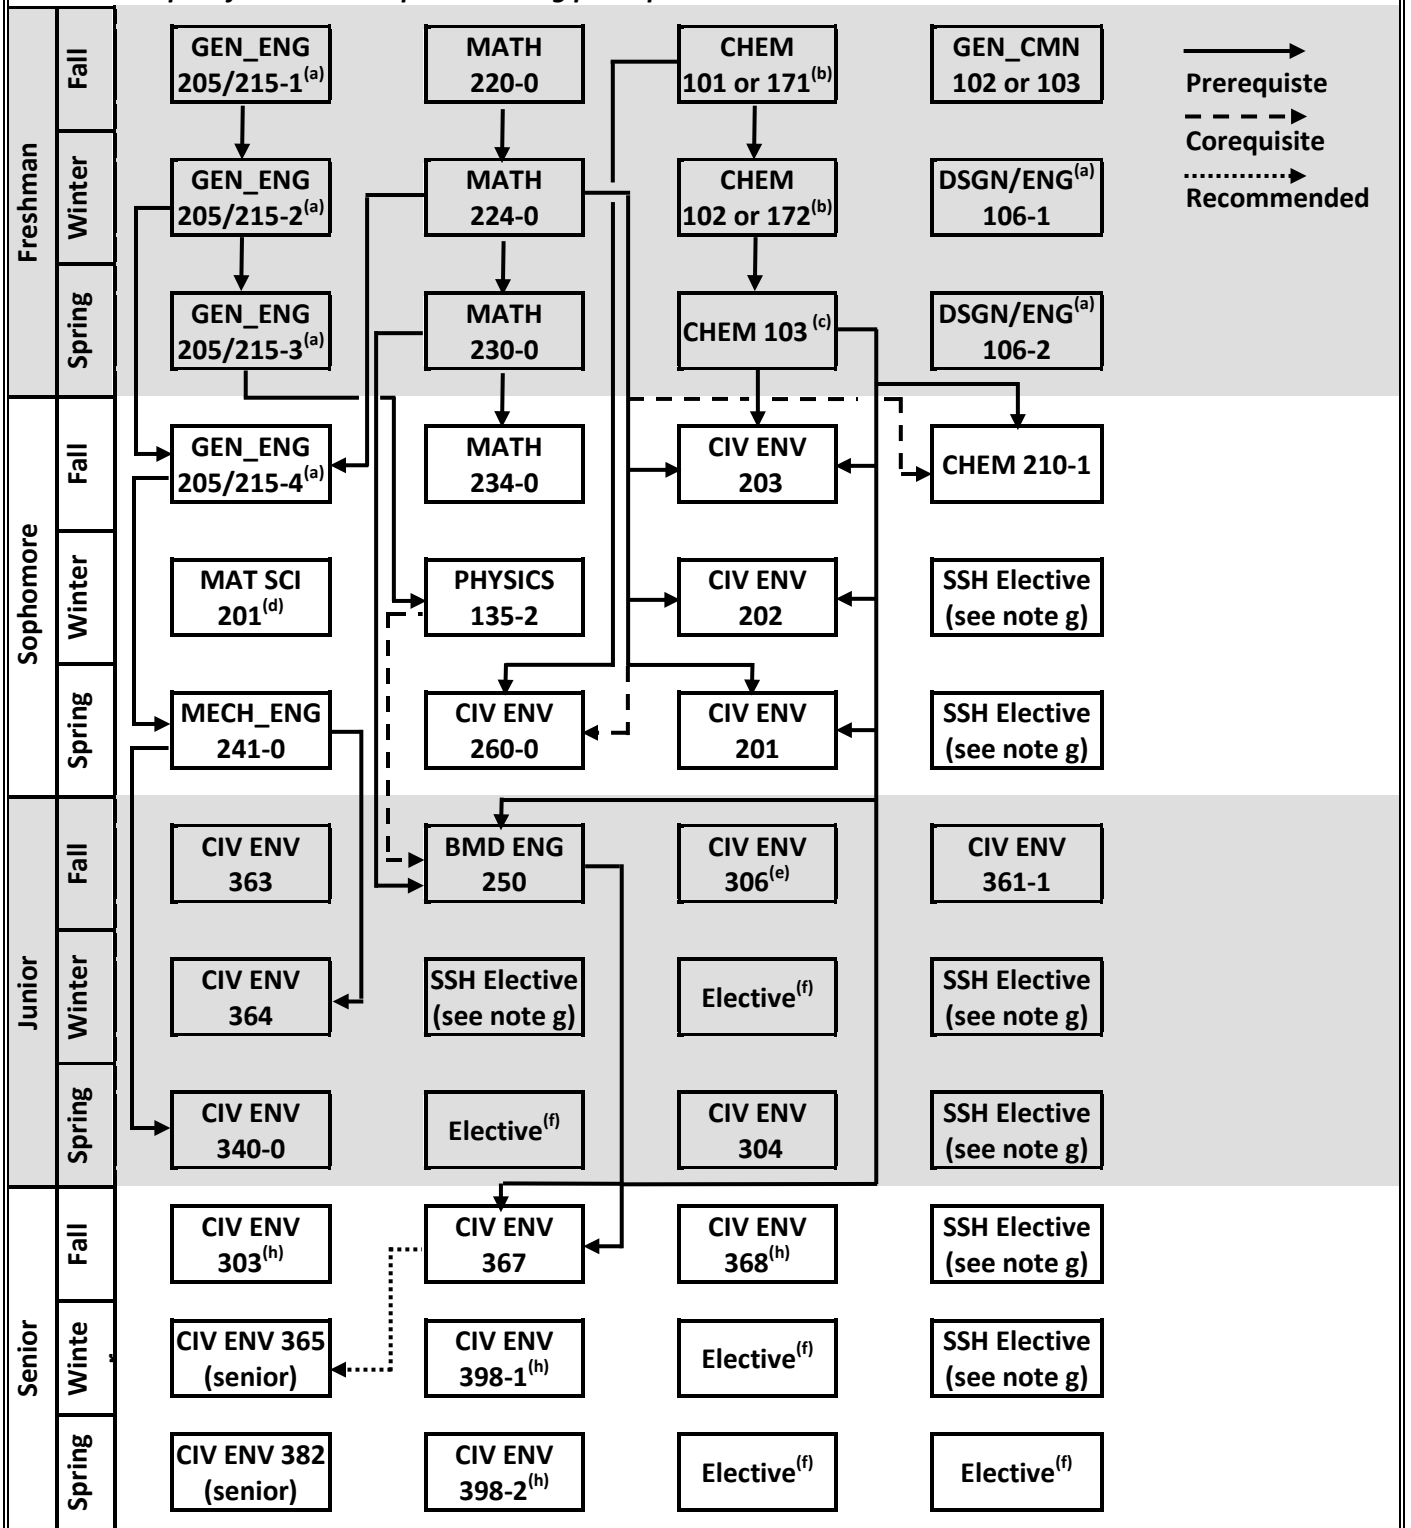 Fall
GEN_ENG
205/215-1(a)
MATH
220-0
CHEM
101 or 171(b)
GEN_CMN
102 or 103
Prerequiste
Corequisite
Recommended
Freshman
Winter
GEN_ENG
205/215-2(a)
MATH
224-0
CHEM
102 or 172(b)
DSGN/ENG(a)
106-1
Spring
GEN_ENG
205/215-3(a)
MATH
230-0
CHEM 103 (c)
DSGN/ENG(a)
106-2
Sophomore
Fall
GEN_ENG
205/215-4(a)
MATH
234-0
CIV ENV
203
CHEM 210-1
Winter
MAT SCI
201(d)
PHYSICS
135-2
CIV ENV
202
SSH Elective
(see note g)
Spring
MECH_ENG
241-0
CIV ENV
260-0
CIV ENV
201
SSH Elective
(see note g)
Junior
Fall
CIV ENV
363
BMD ENG
250
CIV ENV
306(e)
CIV ENV
361-1
Winter
CIV ENV
364
SSH Elective
(see note g)
Elective(f)
SSH Elective
(see note g)
Spring
CIV ENV
340-0
Elective(f)
CIV ENV
304
SSH Elective
(see note g)
Senior
Fall
CIV ENV
303(h)
CIV ENV
367
CIV ENV
368(h)
SSH Elective
(see note g)
Winte
CIV ENV 365
(senior)
CIV ENV
398-1(h)
Elective(f)
SSH Elective
(see note g)
Spring
CIV ENV 382
(senior)
CIV ENV
398-2(h)
Elective(f)
Elective(f)